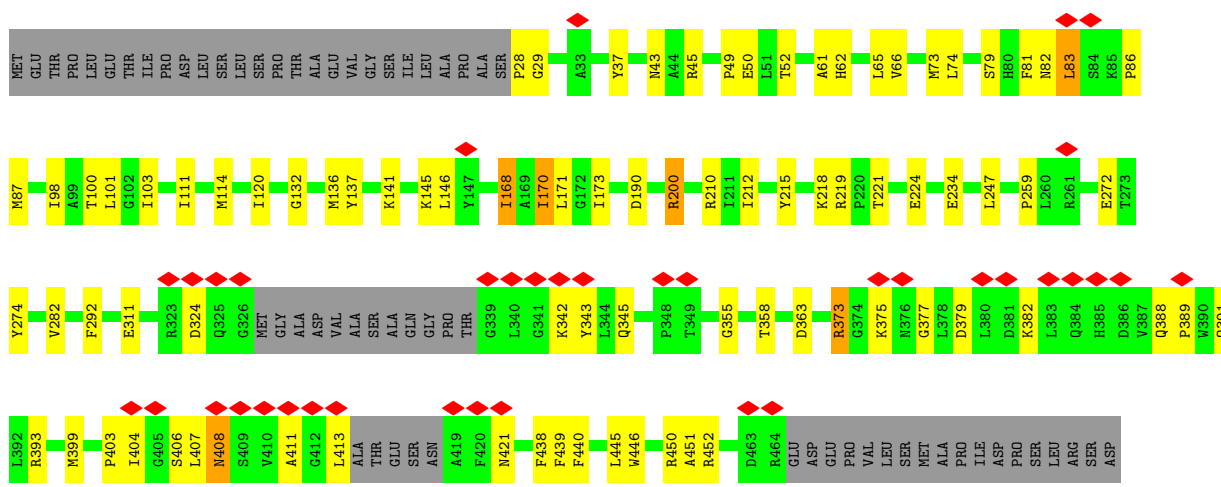 MET GLU THR PRO LEU GLU THR ILE PRO ASP LEU SER LEU SER PRO THR ALA GLU VAL GLY SER ILE LEU ALA PRO ALA SER P28 G29 A33 Y37 N43 A44 R45 P49 E50 L51 T52 A61 H62 L65 V66 M73 L74 S79 H80 F81 N82 L83 S84 K85 P86
M87 I98 A99 T100 L101 G102 I103 I111 M114 I120 G132 M136 Y137 K141 K145 L146 Y147 I168 A169 I170 L171 G172 I173 D190 R200 R210 I211 I212 Y215 K218 R219 P220 T221 E224 E234 L247 P259 L260 R261 E272 T273
Y274 V282 F292 E311 R323 D324 Q325 G326 MET GLY ALA ASP VAL ALA SER ALA GLN GLY PRO THR G339 L340 G341 K342 Y343 L344 Q345 P348 T349 G355 T358 D363 R373 G374 K375 N376 G377 L378 D379 L380 D381 K382 L383 Q384 H385 D386 V387 Q388 P389 W390
L392 R393 M399 P403 I404 G405 S406 L407 N408 S409 V410 A411 G412 L413 ALA THR GLU SER ASN A419 F420 N421 F438 F439 F440 L445 W446 R450 A451 R452 D463 R464 GLU ASP GLU PRO VAL LEU SER MET ALA PRO ILE ASP PRO SER LEU ARG SER ASP